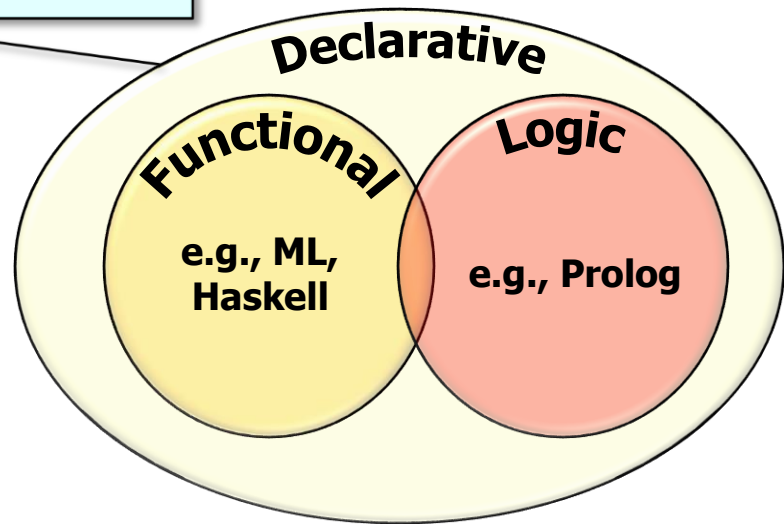 Declarative
Functional
Logic
e.g., ML,
Haskell
e.g., Prolog